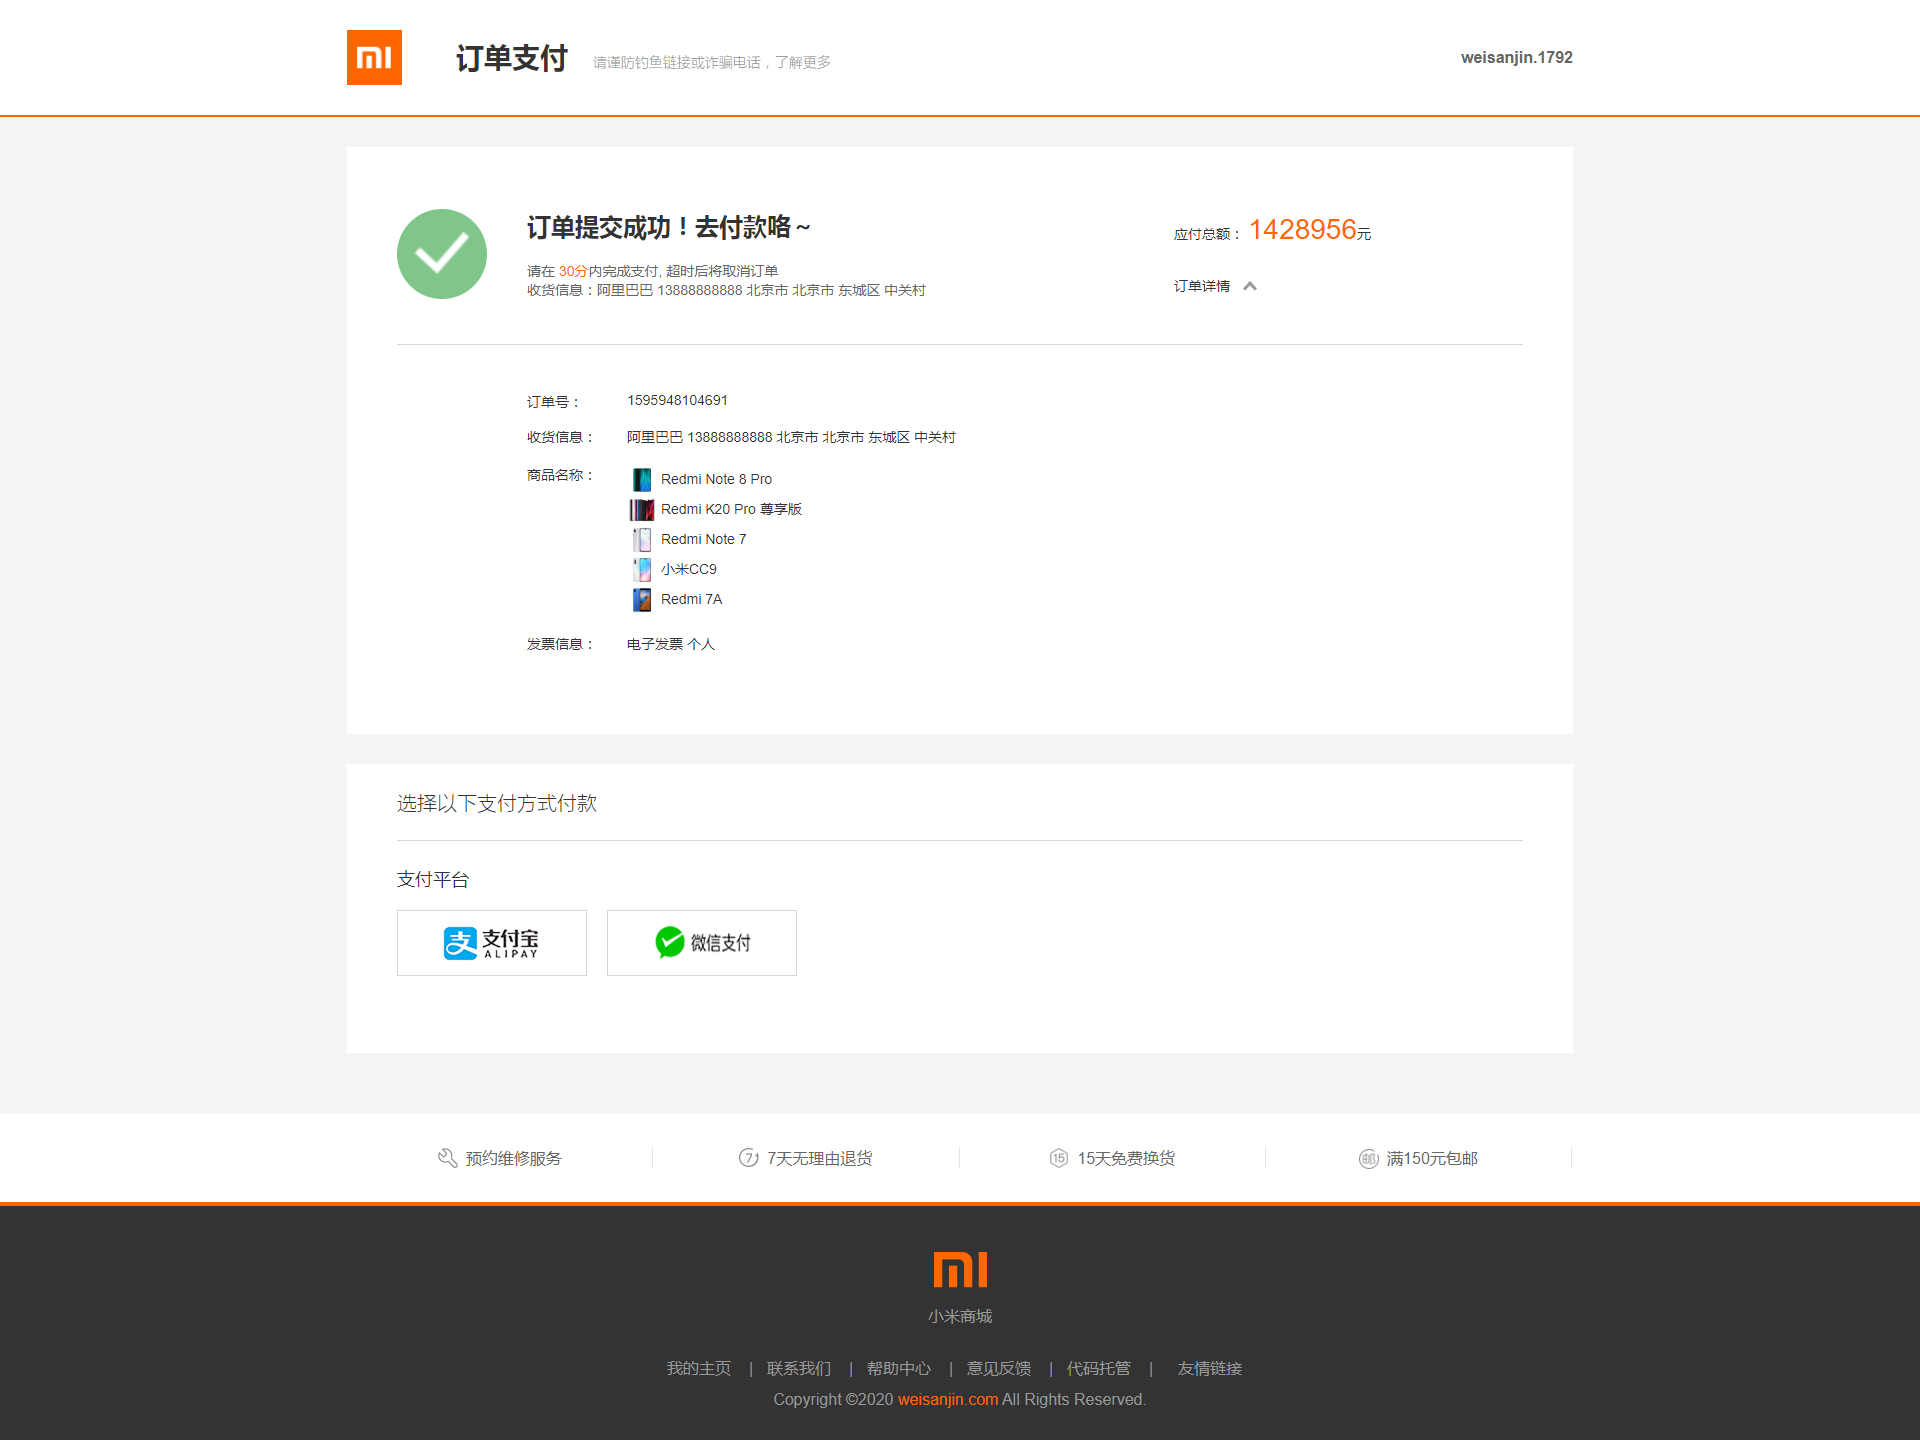 订单支付 请谨防钓鱼链接或诈骗电话，了解更多 weisanjin.1792
订单提交成功！去付款咯～ 应付总额： 1428956元
请在 30分内完成支付, 超时后将取消订单
收货信息：阿里巴巴 13888888888 北京市 北京市 东城区 中关村
订单详情
订单号： 1595948104691
收货信息： 阿里巴巴 13888888888 北京市 北京市 东城区 中关村
商品名称： Redmi Note 8 Pro
Redmi K20 Pro 尊享版
Redmi Note 7
小米CC9
Redmi 7A
发票信息： 电子发票 个人
选择以下支付方式付款
支付平台
支 支付宝 ALIPAY 微信支付
预约维修服务 7 7天无理由退货 15 15天免费换货 邮 满150元包邮
小米商城
我的主页 | 联系我们 | 帮助中心 | 意见反馈 | 代码托管 | 友情链接
Copyright ©2020 weisanjin.com All Rights Reserved.